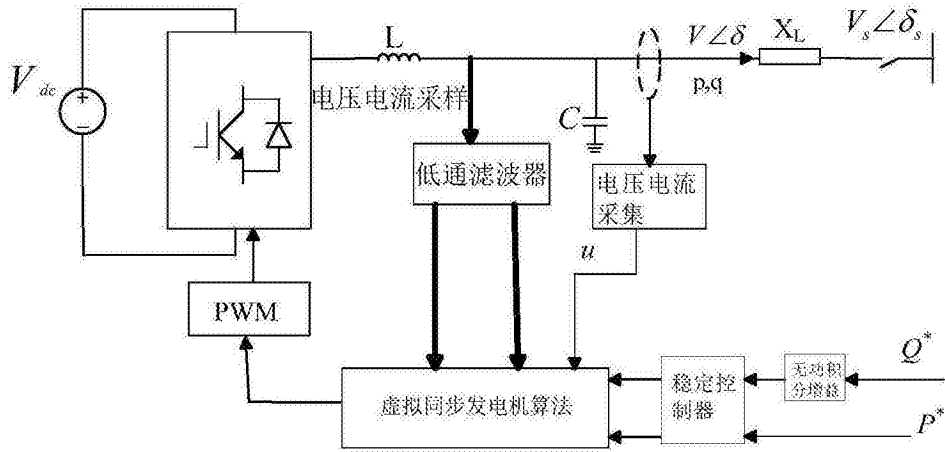 L
V∠δ
X_L
V_s∠δ_s
V_dc
+
−
电压电流采样
p,q
C
低通滤波器
电压电流
采集
u
PWM
Q*
虚拟同步发电机算法
稳定控
制器
无功积
分增益
P*